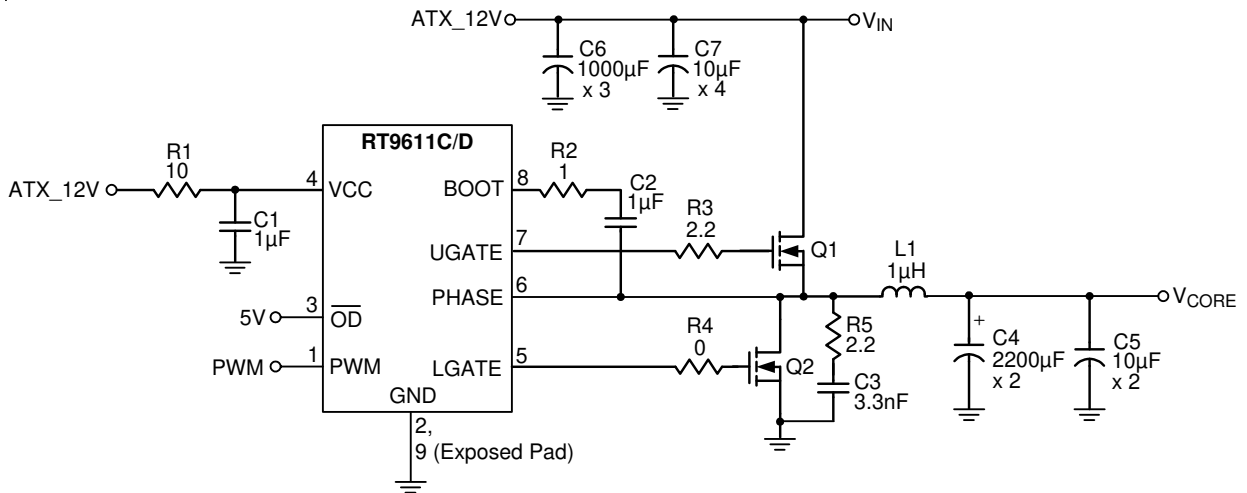 ATX_12V
VIN
C6
1000µF
x 3
C7
10µF
x 4
RT9611C/D
R1
10
ATX_12V
4
VCC
C1
1µF
BOOT
8
R2
1
C2
1µF
UGATE
7
R3
2.2
Q1
PHASE
6
L1
1µH
VCORE
5V
3
OD
R4
0
R5
2.2
PWM
1
PWM
LGATE
5
Q2
C3
3.3nF
+
C4
2200µF
x 2
C5
10µF
x 2
GND
2,
9 (Exposed Pad)